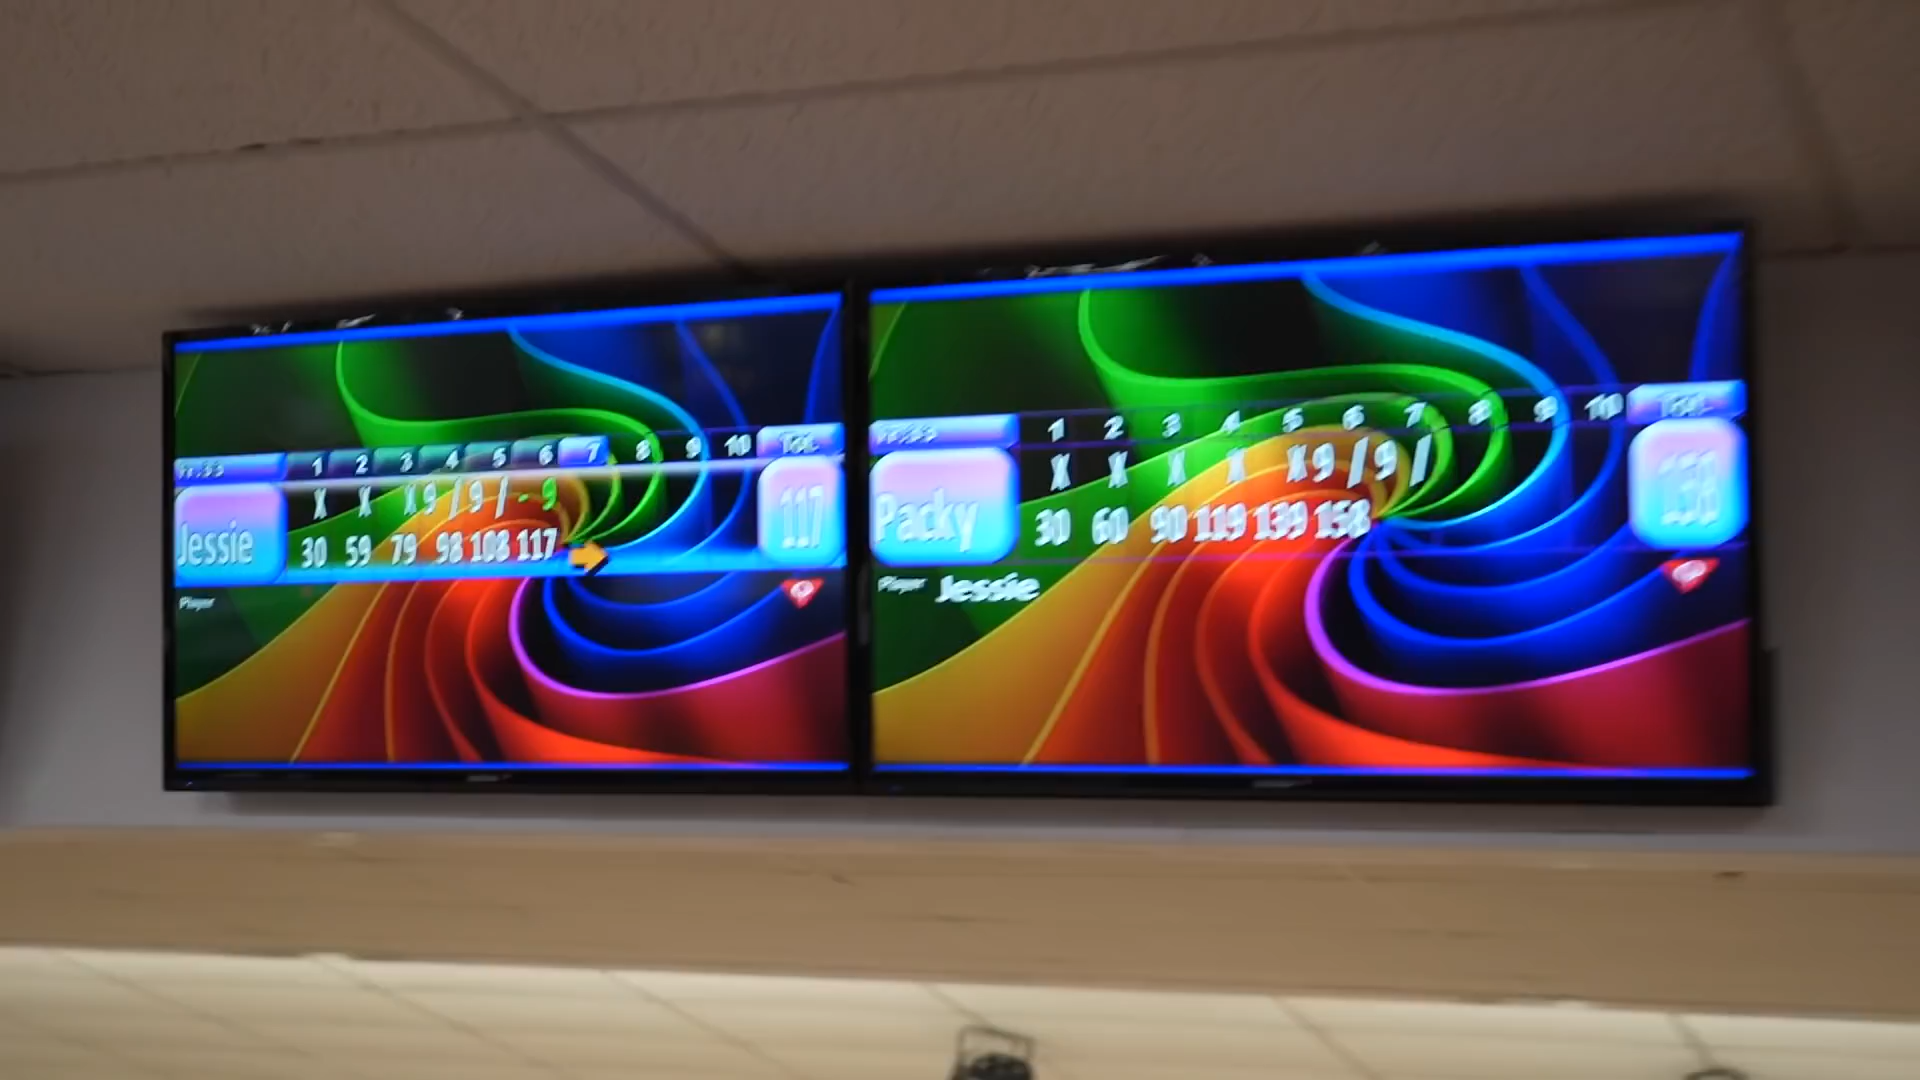 1 2 3 4 5 6 7 8 9 10
X X X 9 / 9 / - 9
Jessie 30 59 79 98 108 117 117
Player
1 2 3 4 5 6 7 8 9 10
X X X X X 9 / 9 /
Packy 30 60 90 119 139 158 158
Player Jessie